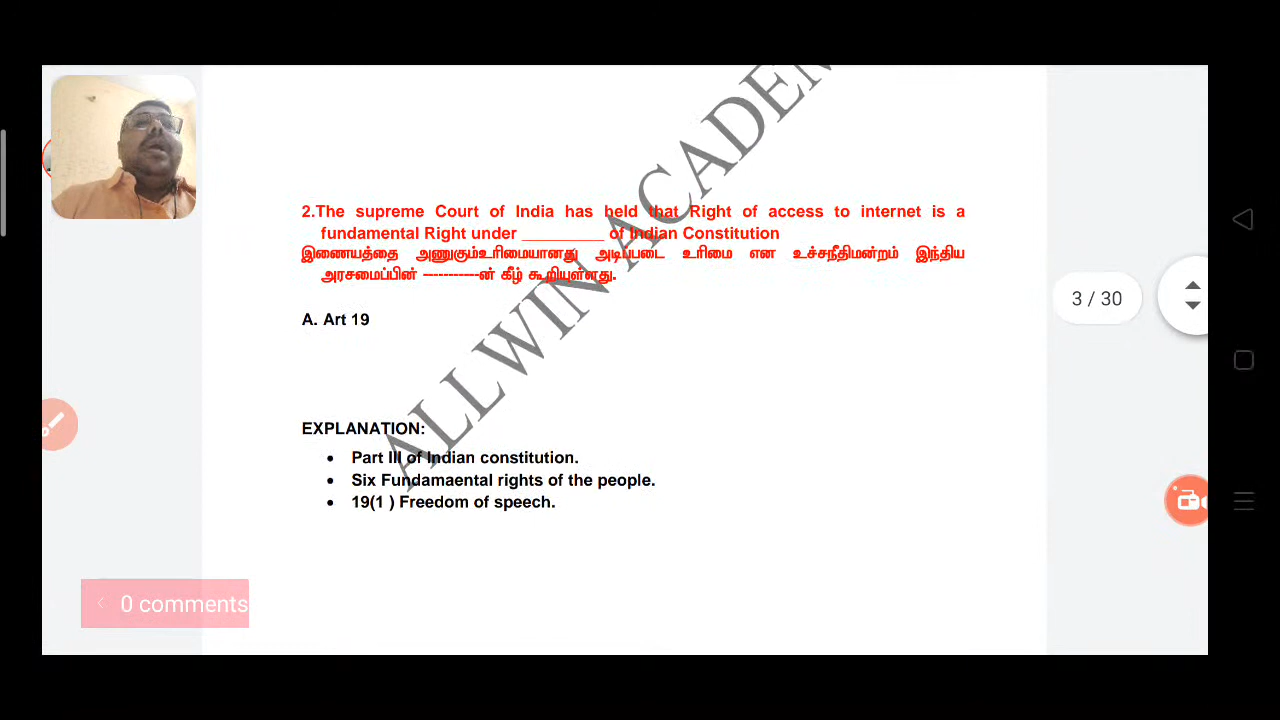 2.The supreme Court of India has held that Right of access to internet is a
fundamental Right under _________ of Indian Constitution
இணையத்தை அணுகும்உரிமையானது அடிப்படை உரிமை என உச்சநீதிமன்றம் இந்திய
அரசமைப்பின் -----------ன் கீழ் கூறியுள்ளது.
3 / 30
A. Art 19
ALLWIN ACADEM
EXPLANATION:
• Part III of Indian constitution.
• Six Fundamaental rights of the people.
• 19(1 ) Freedom of speech.
< 0 comments